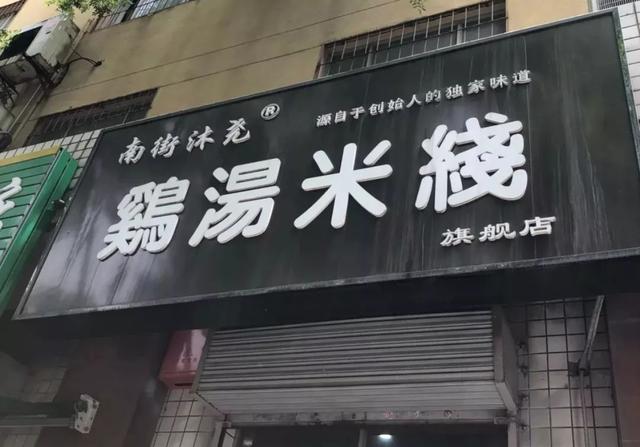 南街沐尧®
源自于创始人的独家味道
鷄湯米綫
旗舰店